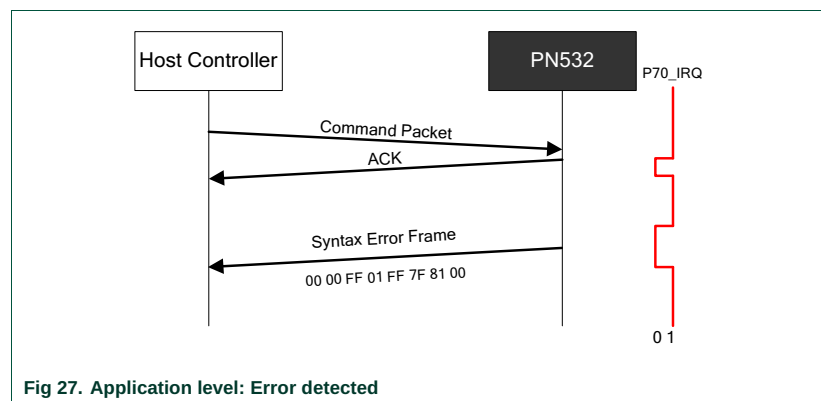 Host Controller
PN532
P70_IRQ
Command Packet
ACK
Syntax Error Frame
00 00 FF 01 FF 7F 81 00
0 1
Fig 27. Application level: Error detected